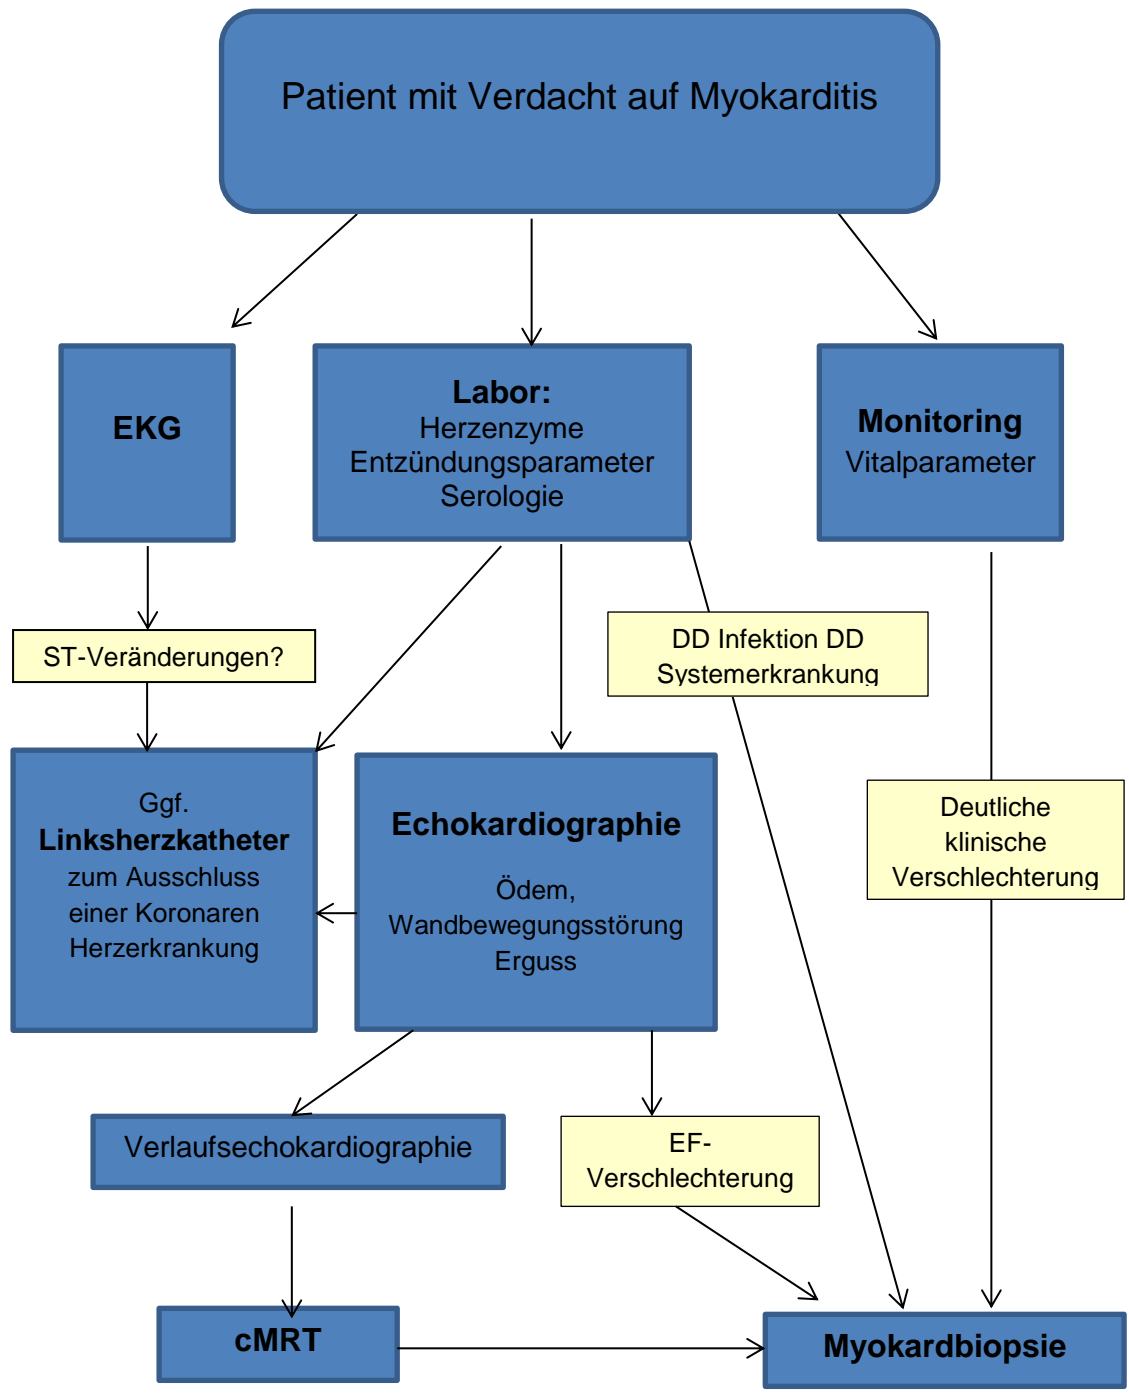 Patient mit Verdacht auf Myokarditis
EKG
Labor:
Herzenzyme
Entzündungsparameter
Serologie
Monitoring
Vitalparameter
ST-Veränderungen?
DD Infektion DD
Systemerkrankung
Ggf.
Linksherzkatheter
zum Ausschluss
einer Koronaren
Herzerkrankung
Echokardiographie
Ödem,
Wandbewegungsstörung
Erguss
Deutliche
klinische
Verschlechterung
Verlaufsechokardiographie
EF-
Verschlechterung
cMRT
Myokardbiopsie